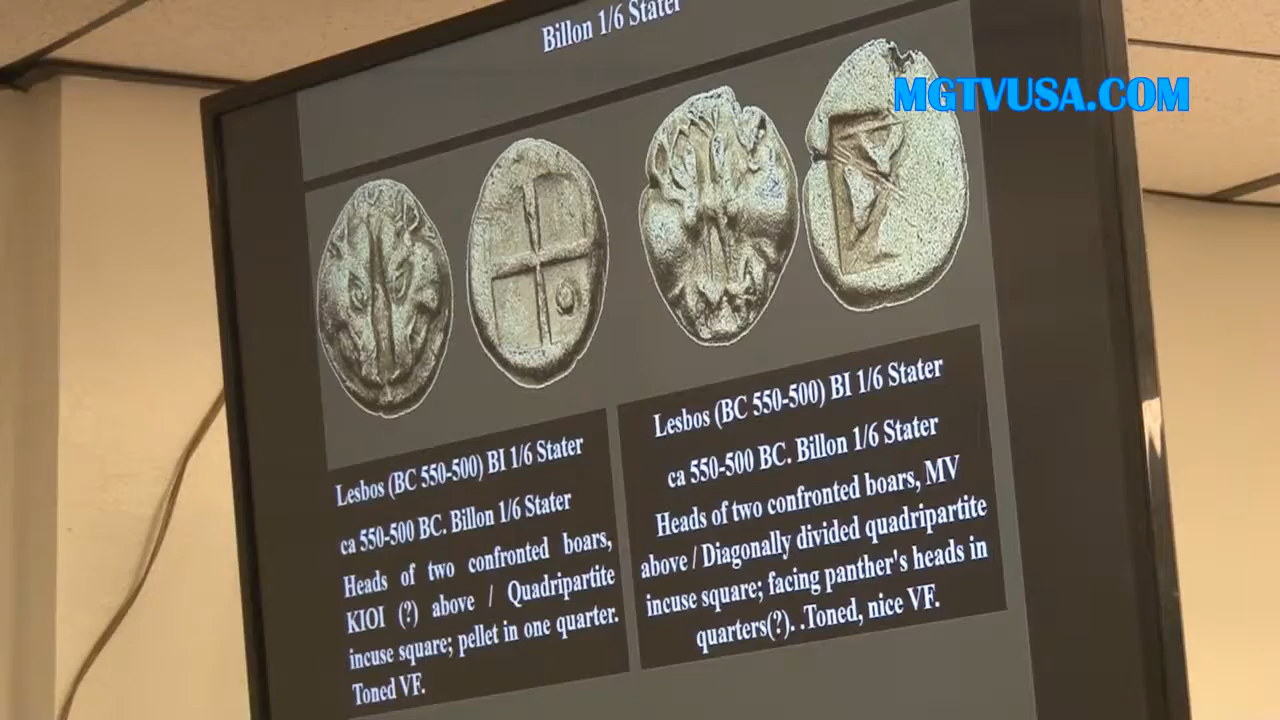 Billon 1/6 Stater
MGTVUSA.COM
Lesbos (BC 550-500) BI 1/6 Stater
ca 550-500 BC. Billon 1/6 Stater
Heads of two confronted boars,
KIOI (?) above / Quadripartite
incuse square; pellet in one quarter.
Toned VF.
Lesbos (BC 550-500) BI 1/6 Stater
ca 550-500 BC. Billon 1/6 Stater
Heads of two confronted boars, MV
above / Diagonally divided quadripartite
incuse square; facing panther's heads in
quarters(?). .Toned, nice VF.